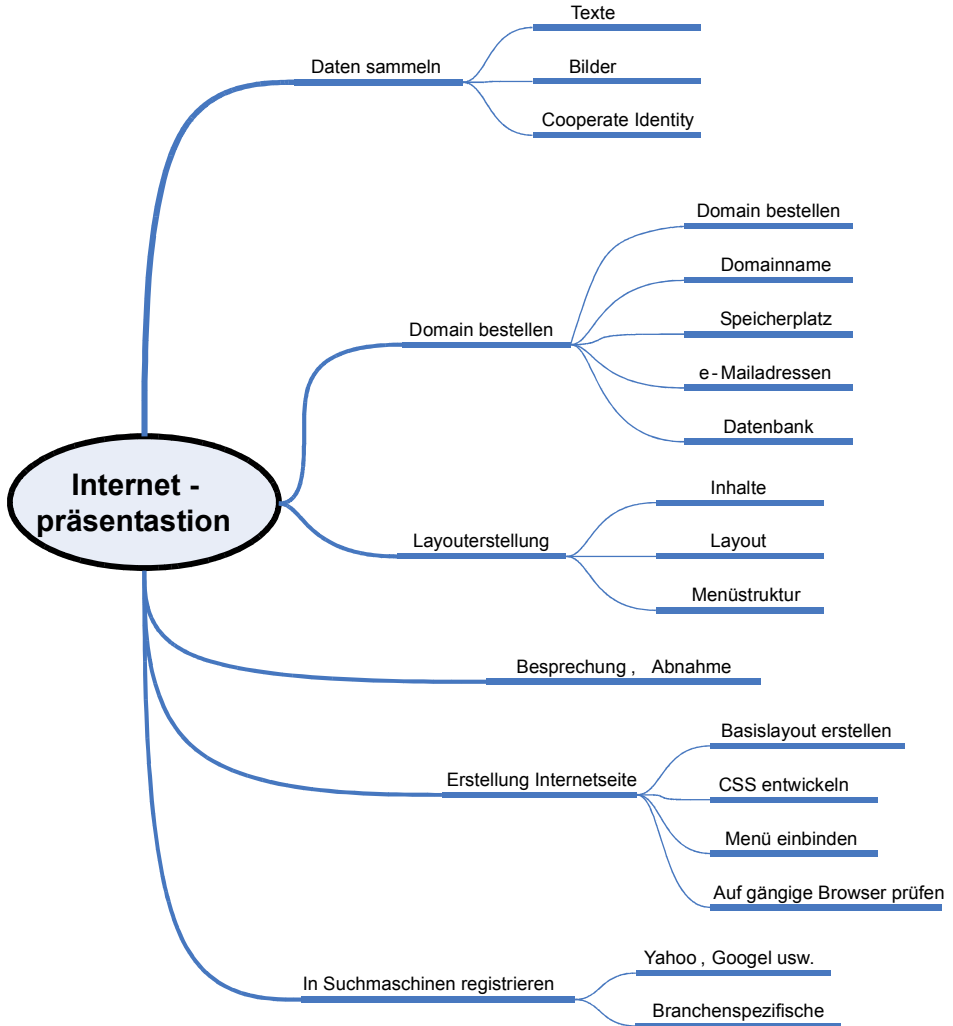 Texte
Daten sammeln
Bilder
Cooperate Identity
Domain bestellen
Domainname
Domain bestellen
Speicherplatz
e-Mailadressen
Datenbank
Internet -
präsentastion
Inhalte
Layouterstellung
Layout
Menüstruktur
Besprechung , Abnahme
Basislayout erstellen
Erstellung Internetseite
CSS entwickeln
Menü einbinden
Auf gängige Browser prüfen
In Suchmaschinen registrieren
Yahoo , Googel usw.
Branchenspezifische